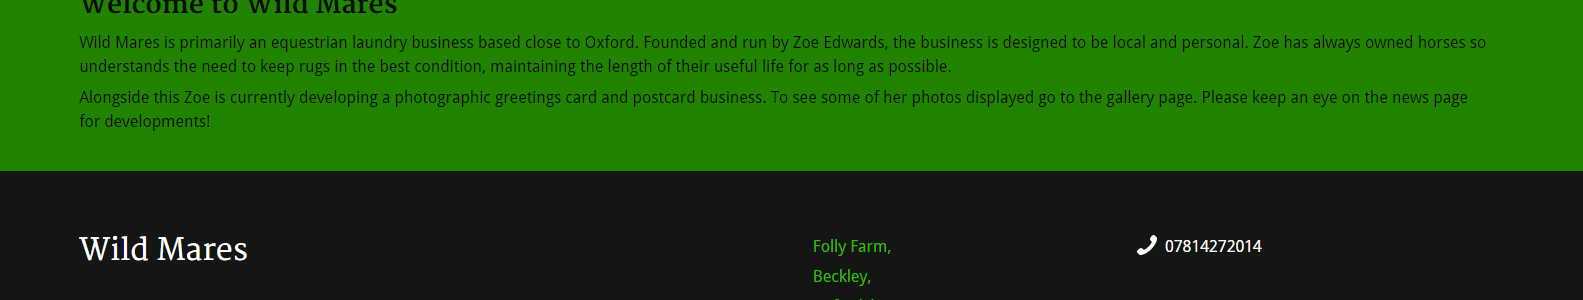 Welcome to Wild Mares
Wild Mares is primarily an equestrian laundry business based close to Oxford. Founded and run by Zoe Edwards, the business is designed to be local and personal. Zoe has always owned horses so
understands the need to keep rugs in the best condition, maintaining the length of their useful life for as long as possible.
Alongside this Zoe is currently developing a photographic greetings card and postcard business. To see some of her photos displayed go to the gallery page. Please keep an eye on the news page
for developments!
Wild Mares
Folly Farm,
Beckley,
07814272014